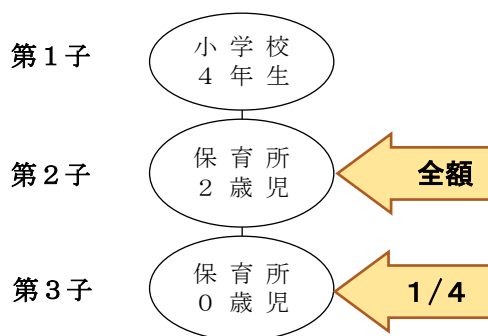 第１子
小学校
４年生
第２子
保育所
２歳児
全額
第３子
保育所
０歳児
１/４